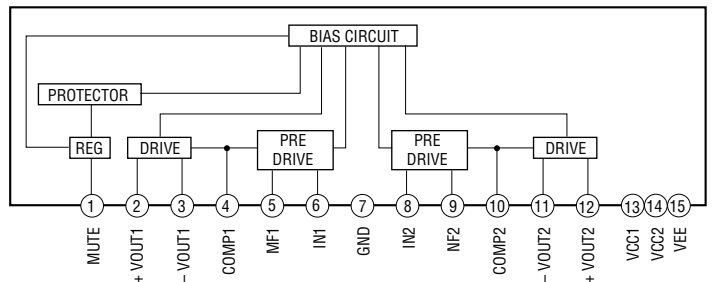 BIAS CIRCUIT
PROTECTOR
REG
DRIVE
PRE
DRIVE
PRE
DRIVE
DRIVE
1
2
3
4
5
6
7
8
9
10
11
12
13
14
15
MUTE
+ VOUT1
– VOUT1
COMP1
MF1
IN1
GND
IN2
NF2
COMP2
– VOUT2
+ VOUT2
VCC1
VCC2
VEE